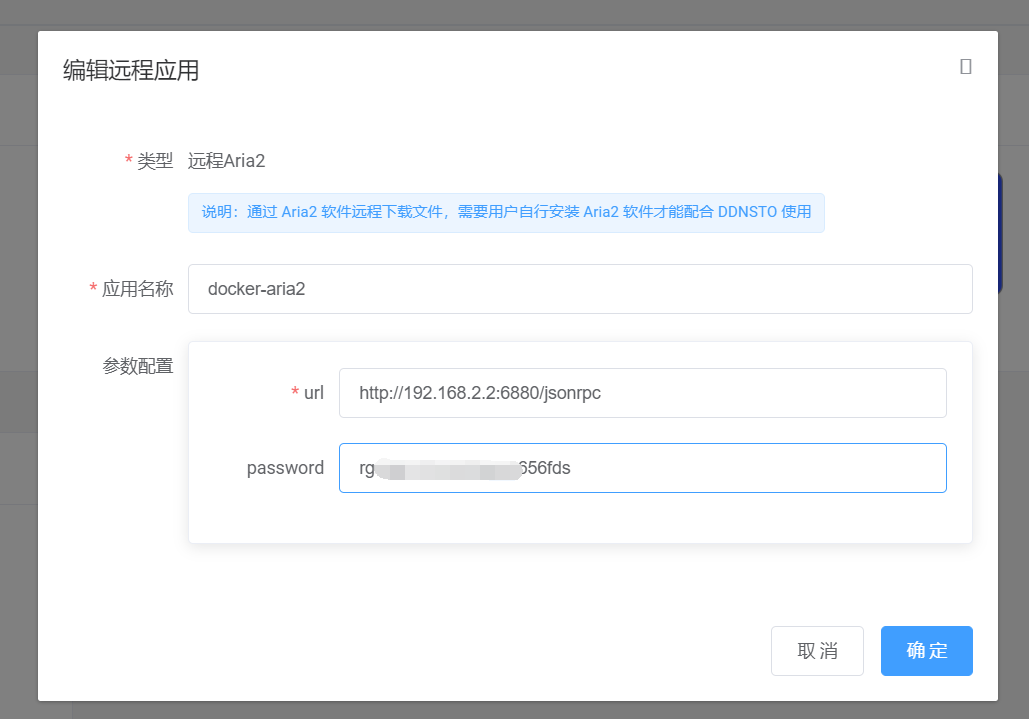 编辑远程应用
* 类型 远程Aria2
说明：通过 Aria2 软件远程下载文件，需要用户自行安装 Aria2 软件才能配合 DDNSTO 使用
* 应用名称 docker-aria2
参数配置
* url http://192.168.2.2:6880/jsonrpc
password rg 656fds
取消 确定